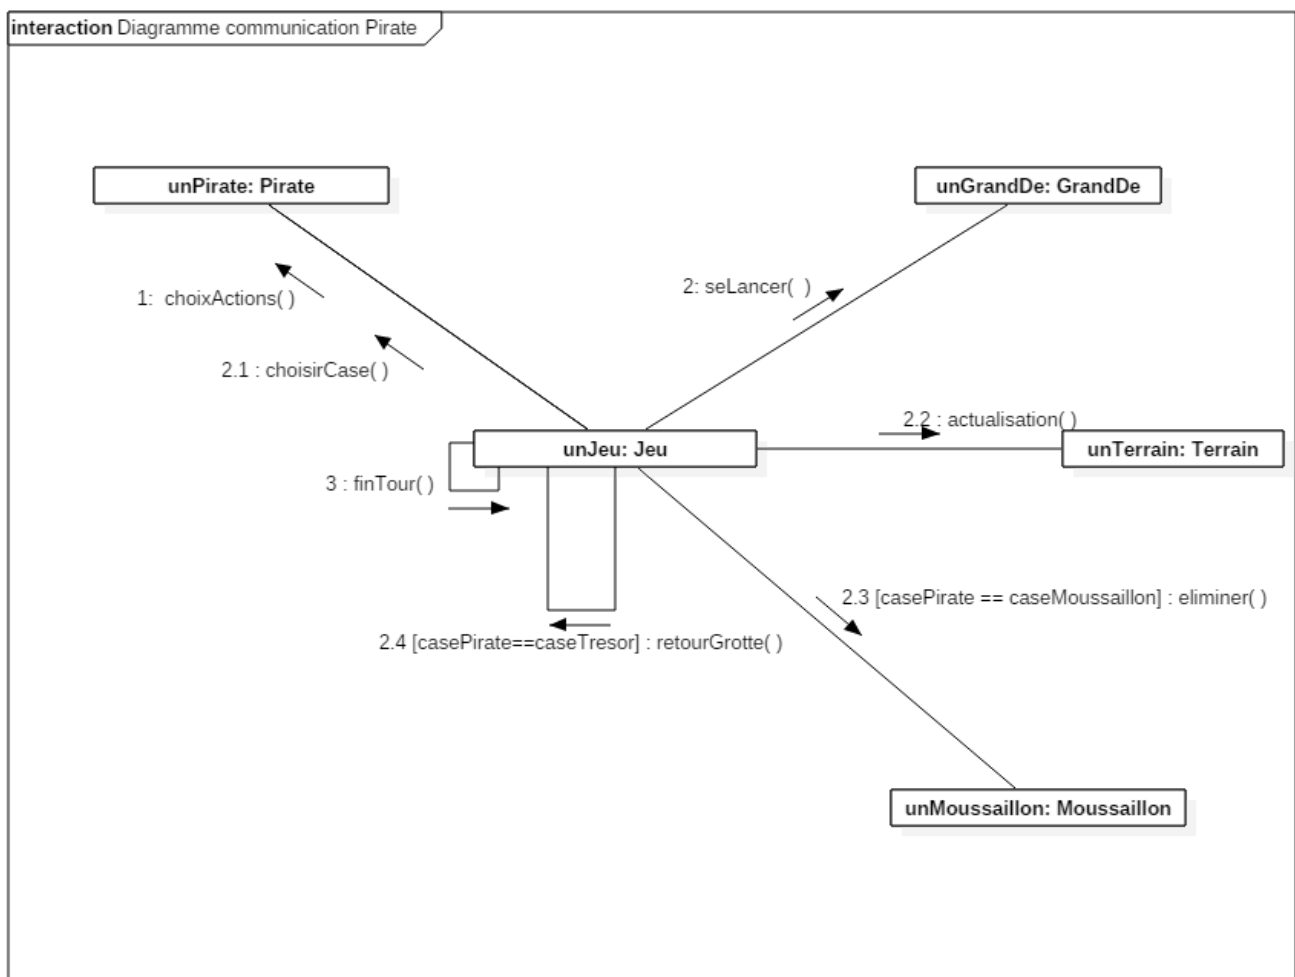 interaction Diagramme communication Pirate
unPirate: Pirate
unGrandDe: GrandDe
1:  choixActions( )
2: seLancer(  )
2.1 : choisirCase( )
2.2 : actualisation( )
unJeu: Jeu
unTerrain: Terrain
3 : finTour( )
2.3 [casePirate == caseMoussaillon] : eliminer( )
2.4 [casePirate==caseTresor] : retourGrotte( )
unMoussaillon: Moussaillon